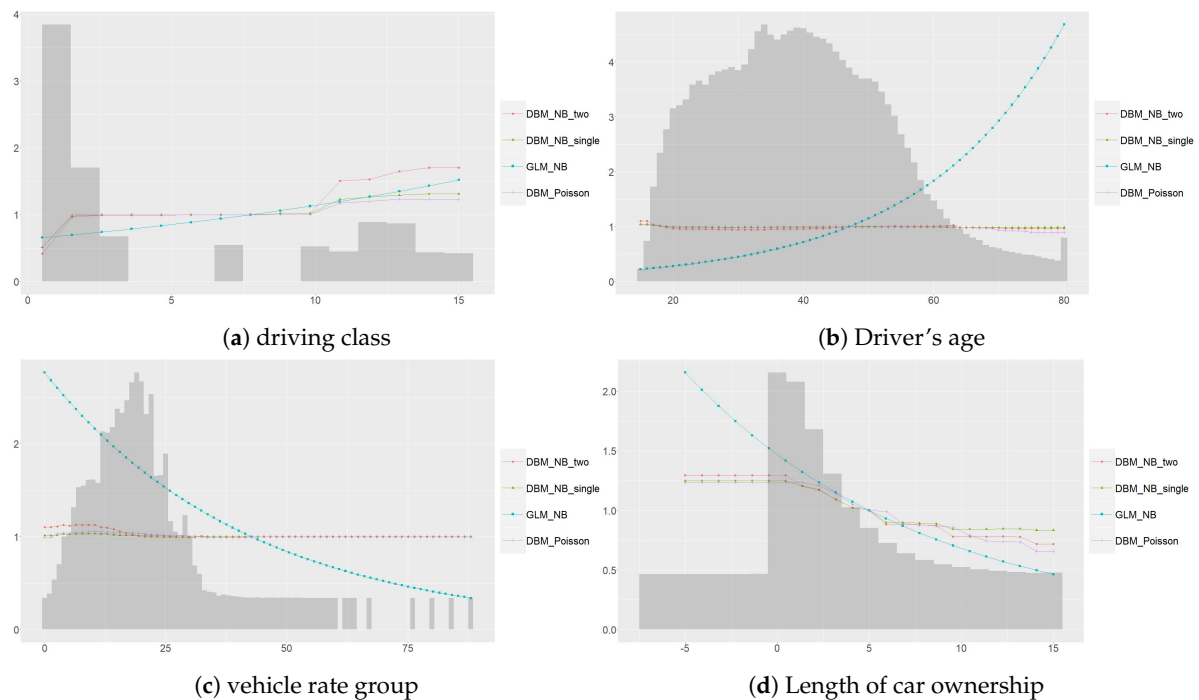 4
3
2
1
0
0
5
10
15
DBM_NB_two
DBM_NB_single
GLM_NB
DBM_Poisson
(a) driving class
4
3
2
1
0
20
40
60
80
DBM_NB_two
DBM_NB_single
GLM_NB
DBM_Poisson
(b) Driver's age
2
1
0
0
25
50
75
DBM_NB_two
DBM_NB_single
GLM_NB
DBM_Poisson
(c) vehicle rate group
2.0
1.5
1.0
0.5
0.0
-5
0
5
10
15
DBM_NB_two
DBM_NB_single
GLM_NB
DBM_Poisson
(d) Length of car ownership